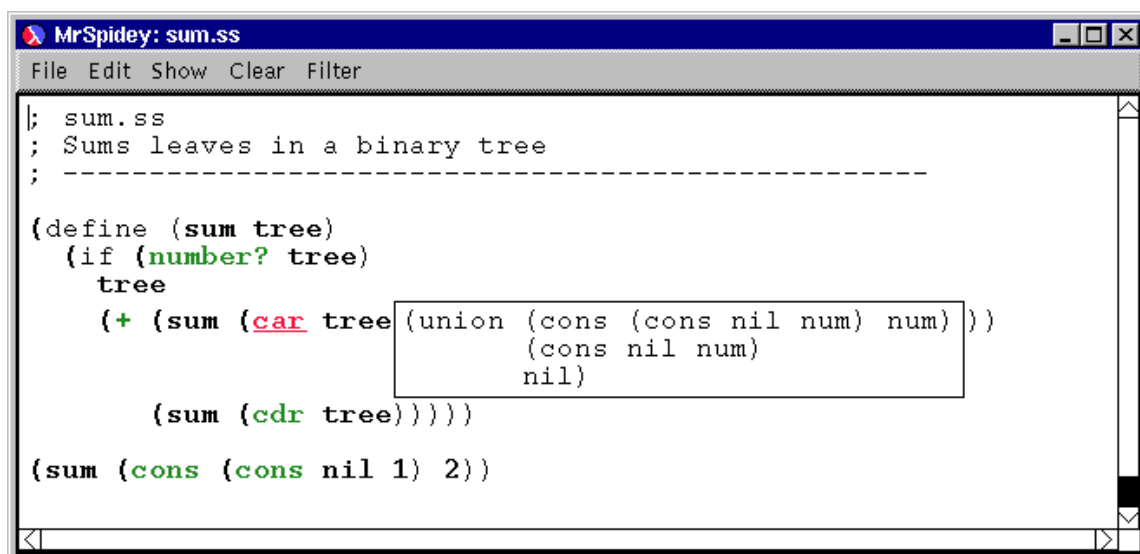 MrSpidey: sum.ss
File Edit Show Clear Filter
; sum.ss
; Sums leaves in a binary tree
; --------------------------------------------------
(define (sum tree)
(if (number? tree)
tree
(+ (sum (car tree (union (cons (cons nil num) num) ))
(cons nil num)
nil)
(sum (cdr tree)))))
(sum (cons (cons nil 1) 2))